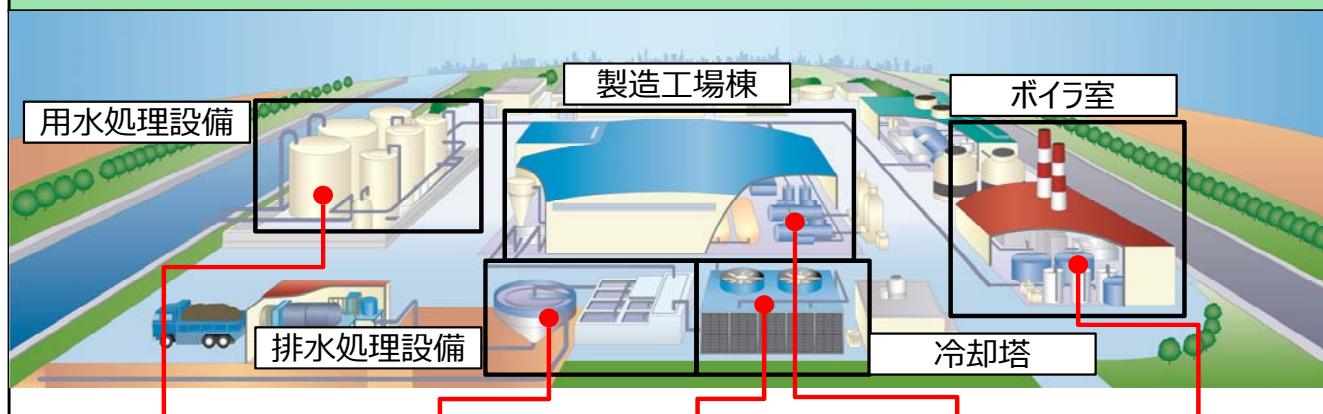 製造工場棟
ボイラ室
用水処理設備
排水処理設備
冷却塔